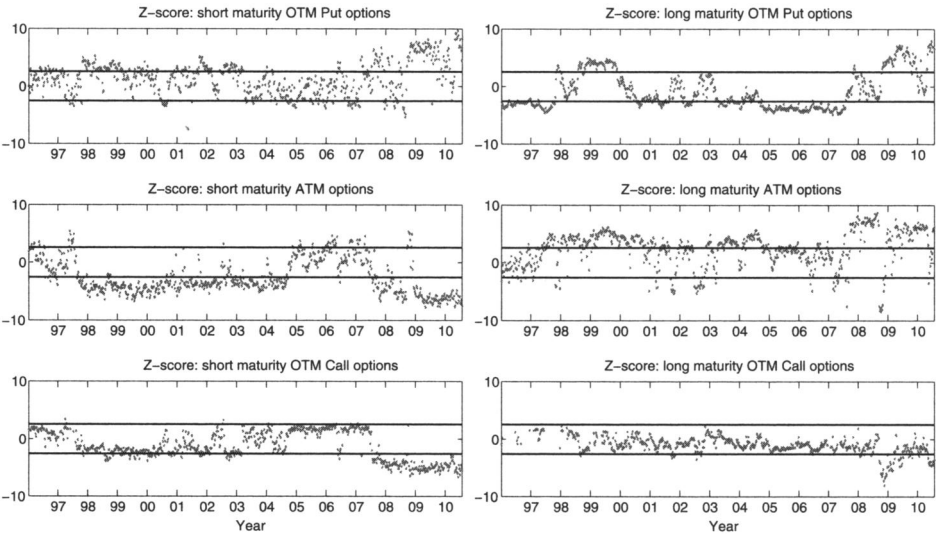 Z−score: short maturity OTM Put options
10
0
−10
97 98 99 00 01 02 03 04 05 06 07 08 09 10
Z−score: long maturity OTM Put options
10
0
−10
97 98 99 00 01 02 03 04 05 06 07 08 09 10
Z−score: short maturity ATM options
10
0
−10
97 98 99 00 01 02 03 04 05 06 07 08 09 10
Z−score: long maturity ATM options
10
0
−10
97 98 99 00 01 02 03 04 05 06 07 08 09 10
Z−score: short maturity OTM Call options
10
0
−10
97 98 99 00 01 02 03 04 05 06 07 08 09 10
Year
Z−score: long maturity OTM Call options
10
0
−10
97 98 99 00 01 02 03 04 05 06 07 08 09 10
Year